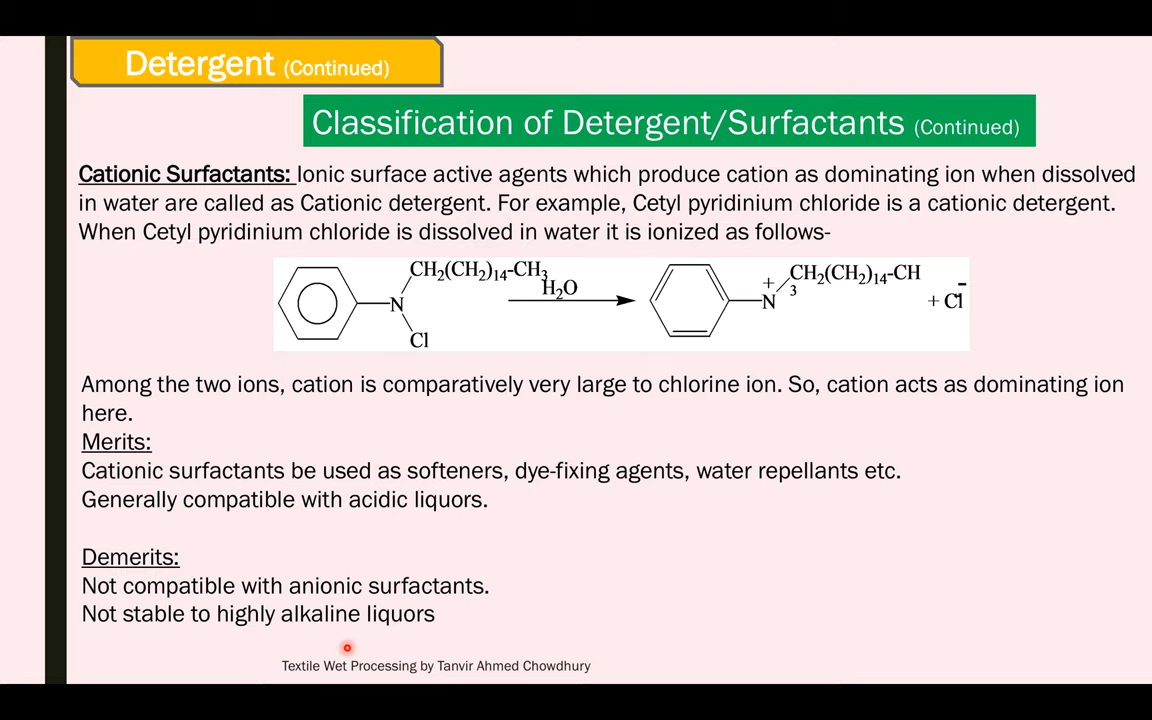 Detergent (Continued)
Classification of Detergent/Surfactants (Continued)
Cationic Surfactants: Ionic surface active agents which produce cation as dominating ion when dissolved
in water are called as Cationic detergent. For example, Cetyl pyridinium chloride is a cationic detergent.
When Cetyl pyridinium chloride is dissolved in water it is ionized as follows-
CH₂(CH₂)₁₄-CH₃
N
Cl
H₂O
+
N
CH₂(CH₂)₁₄-CH
3
+ Cl-
Among the two ions, cation is comparatively very large to chlorine ion. So, cation acts as dominating ion
here.
Merits:
Cationic surfactants be used as softeners, dye-fixing agents, water repellants etc.
Generally compatible with acidic liquors.
Demerits:
Not compatible with anionic surfactants.
Not stable to highly alkaline liquors
Textile Wet Processing by Tanvir Ahmed Chowdhury